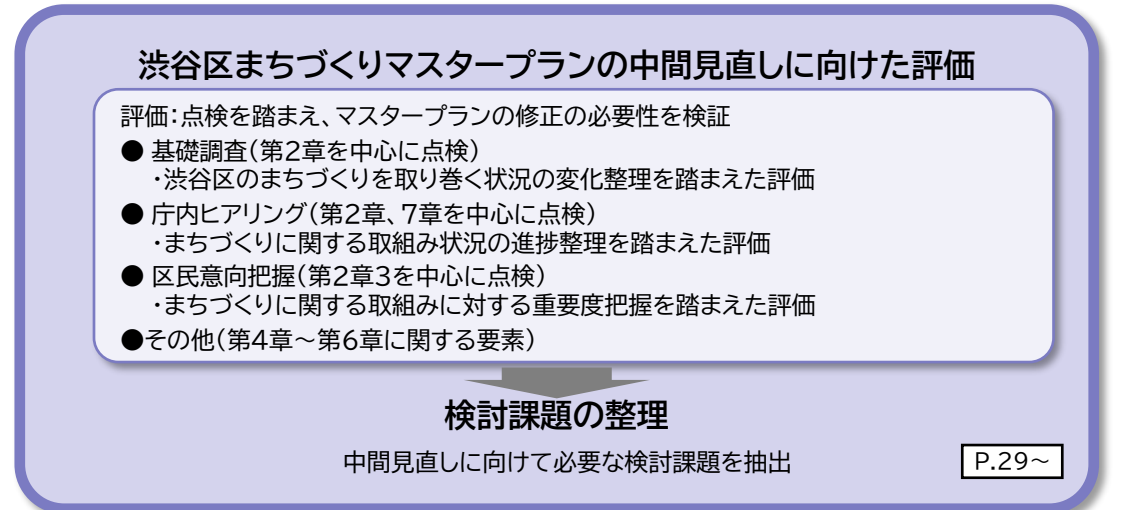 渋谷区まちづくりマスタープランの中間見直しに向けた評価
評価：点検を踏まえ、マスタープランの修正の必要性を検証
● 基礎調査（第2章を中心に点検）
・渋谷区のまちづくりを取り巻く状況の変化整理を踏まえた評価
● 庁内ヒアリング（第2章、7章を中心に点検）
・まちづくりに関する取組み状況の進捗整理を踏まえた評価
● 区民意向把握（第2章3を中心に点検）
・まちづくりに関する取組みに対する重要度把握を踏まえた評価
●その他（第4章～第6章に関する要素）
検討課題の整理
中間見直しに向けて必要な検討課題を抽出
P.29～